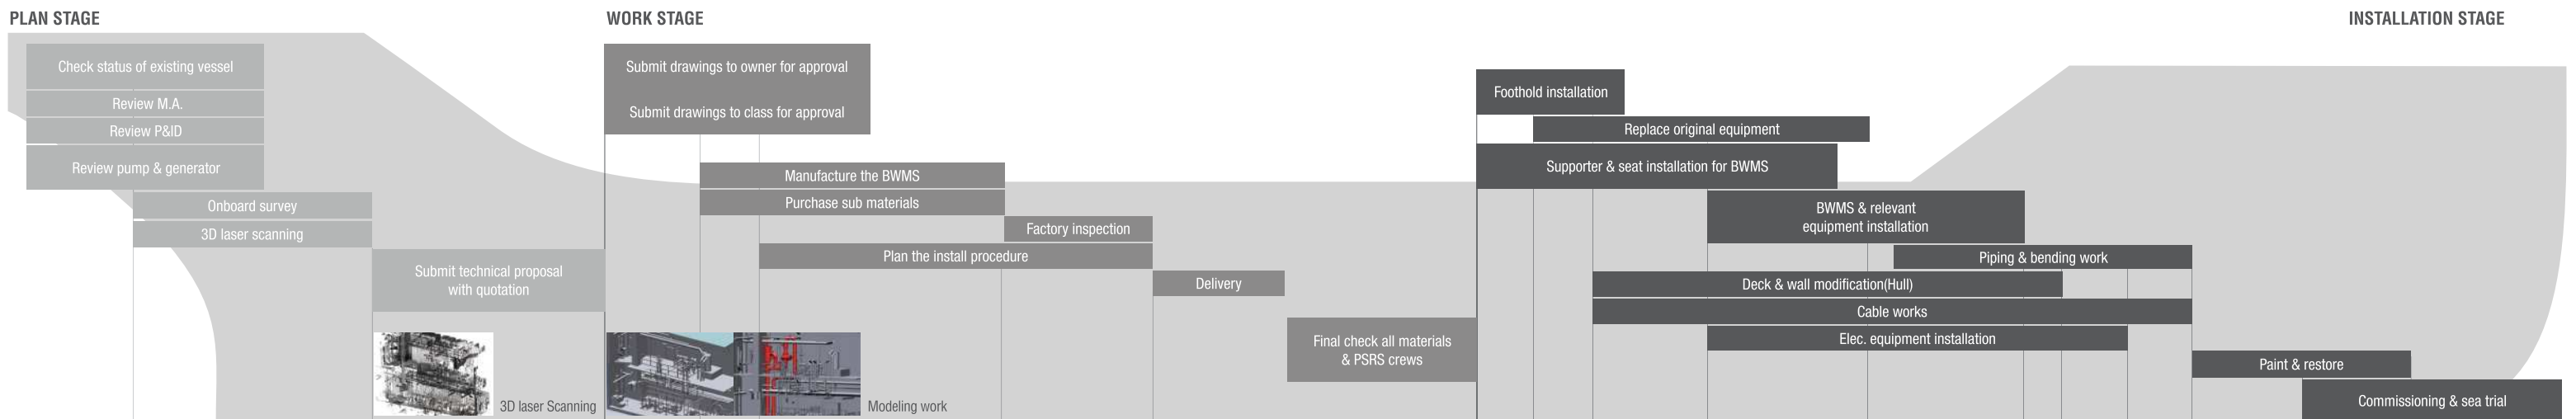 PLAN STAGE
WORK STAGE
INSTALLATION STAGE
Check status of existing vessel
Review M.A.
Review P&ID
Review pump & generator
Onboard survey
3D laser scanning
Submit technical proposal
with quotation
3D laser Scanning
Submit drawings to owner for approval
Submit drawings to class for approval
Manufacture the BWMS
Purchase sub materials
Factory inspection
Plan the install procedure
Delivery
Final check all materials
& PSRS crews
Modeling work
Foothold installation
Replace original equipment
Supporter & seat installation for BWMS
BWMS & relevant
equipment installation
Piping & bending work
Deck & wall modification(Hull)
Cable works
Elec. equipment installation
Paint & restore
Commissioning & sea trial